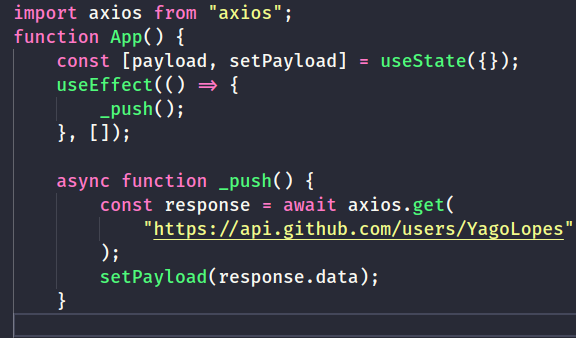 import axios from "axios";
function App() {
    const [payload, setPayload] = useState({});
    useEffect(() => {
        _push();
    }, []);

    async function _push() {
        const response = await axios.get(
            "https://api.github.com/users/YagoLopes"
        );
        setPayload(response.data);
    }